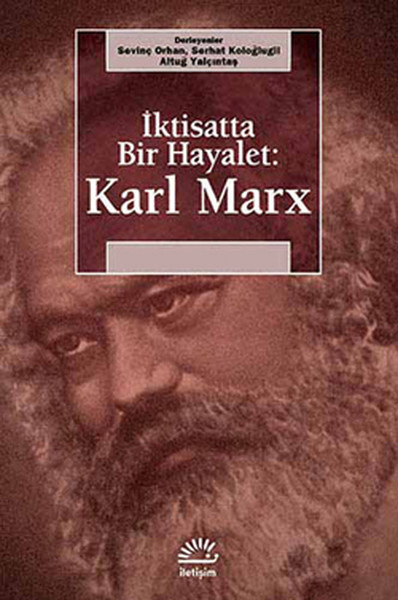 Derleyenler
Sevinç Orhan, Serhat Koloğlugil
Altuğ Yalçıntaş
İktisatta
Bir Hayalet:
Karl Marx
iletişim